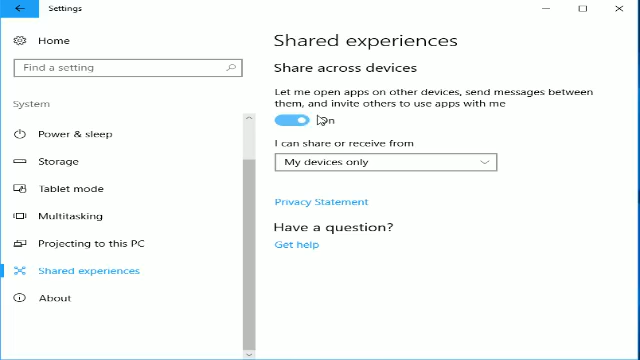 Settings
Home
Find a setting
System
Power & sleep
Storage
Tablet mode
Multitasking
Projecting to this PC
Shared experiences
About
Shared experiences
Share across devices
Let me open apps on other devices, send messages between
them, and invite others to use apps with me
On
I can share or receive from
My devices only
Privacy Statement
Have a question?
Get help